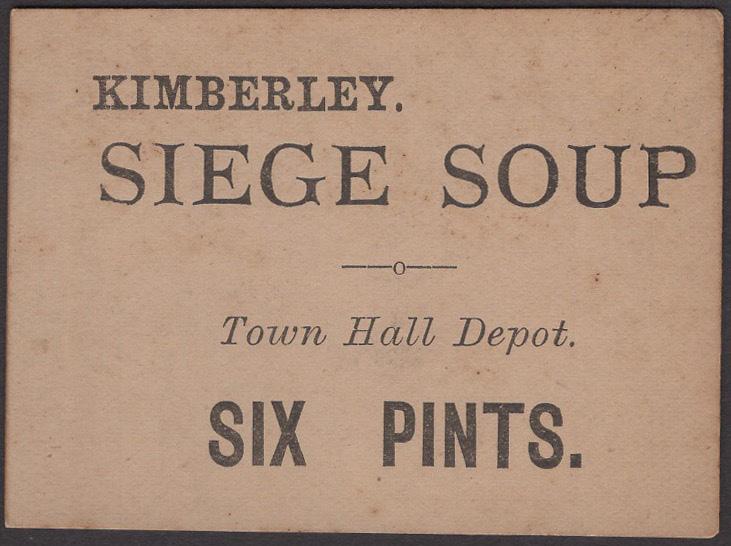 KIMBERLEY.
SIEGE SOUP
Town Hall Depot.
SIX PINTS.